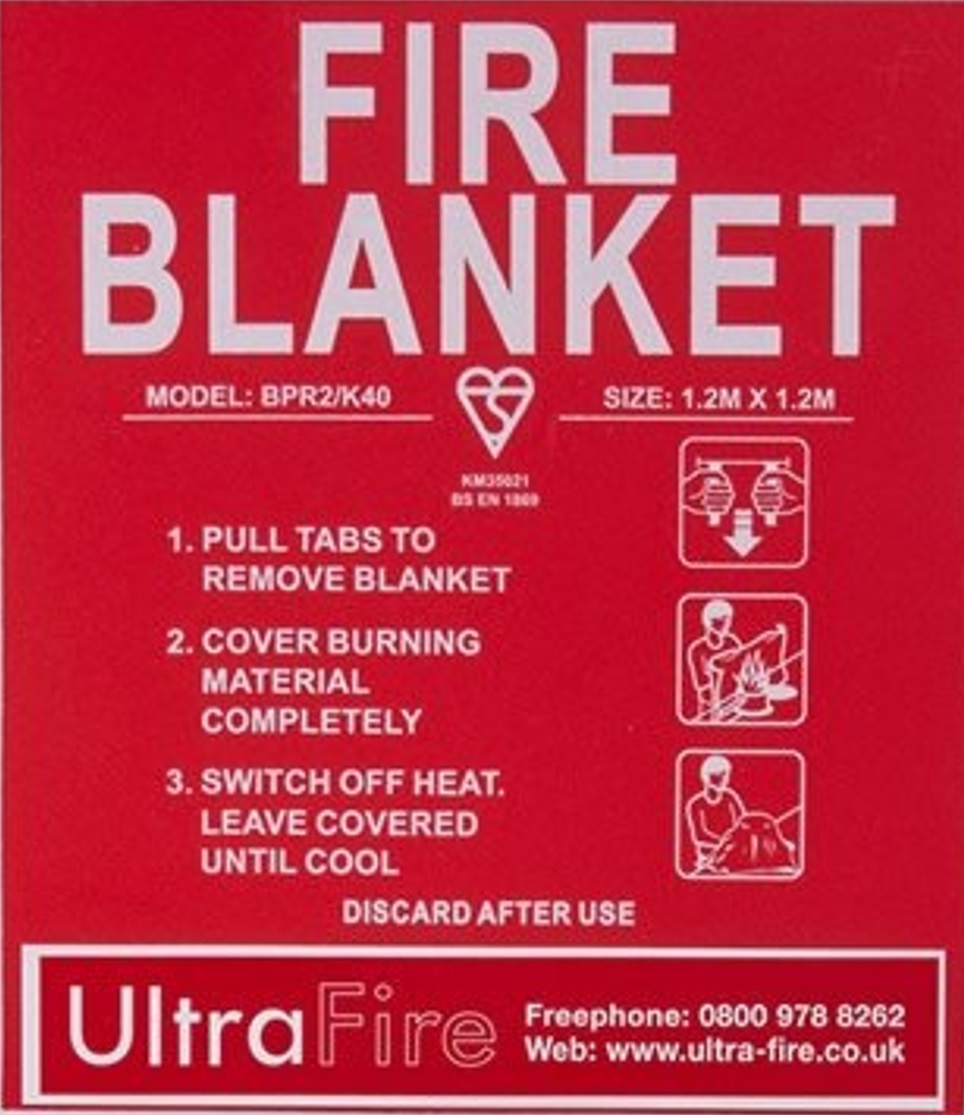 FIRE
BLANKET
MODEL: BPR2/K40
SIZE: 1.2M X 1.2M
KM35021
BS EN 1869
1. PULL TABS TO
REMOVE BLANKET
2. COVER BURNING
MATERIAL
COMPLETELY
3. SWITCH OFF HEAT.
LEAVE COVERED
UNTIL COOL
DISCARD AFTER USE
UltraFire
Freephone: 0800 978 8262
Web: www.ultra-fire.co.uk